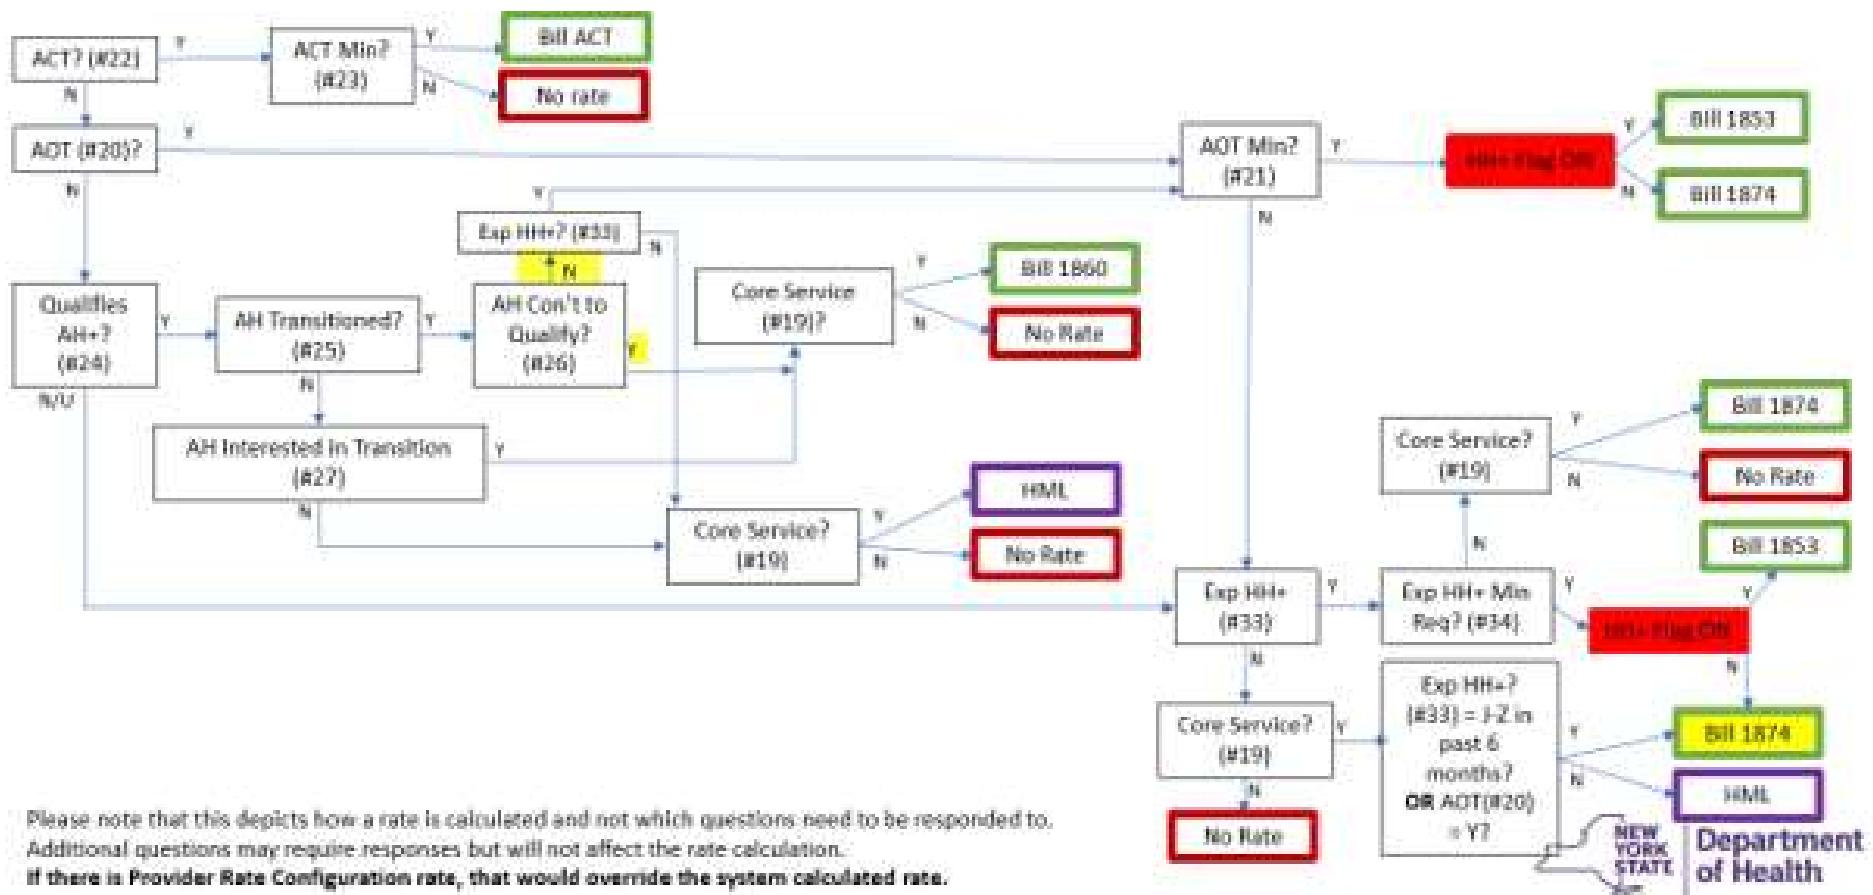 ACT? (#22)
Y
N
ACT Min?
(#23)
Y
N
Bill ACT
No rate
AOT (#20)?
Y
N
AOT Min?
(#21)
Y
N
HH+ Flag ON
Y
N
Bill 1853
Bill 1874
Exp HH+? (#33)
Y
N
N
Qualifies
AH+?
(#24)
Y
N/U
AH Transitioned?
(#25)
Y
N
AH Con't to
Qualify?
(#26)
Y
Core Service
(#19)?
Y
N
Bill 1860
No Rate
AH Interested in Transition
(#27)
Y
N
Core Service?
(#19)
Y
N
HML
No Rate
Core Service?
(#19)
Y
N
Bill 1874
No Rate
Bill 1853
Exp HH+
(#33)
Y
N
Exp HH+ Min
Req? (#34)
N
Y
HH+ Flag ON
Y
N
Core Service?
(#19)
Y
N
No Rate
Exp HH+?
(#33) = J-Z in
past 6
months?
OR AOT(#20)
= Y?
Y
N
Bill 1874
HML
Please note that this depicts how a rate is calculated and not which questions need to be responded to.
Additional questions may require responses but will not affect the rate calculation.
If there is Provider Rate Configuration rate, that would override the system calculated rate.
NEW
YORK
STATE
Department
of Health